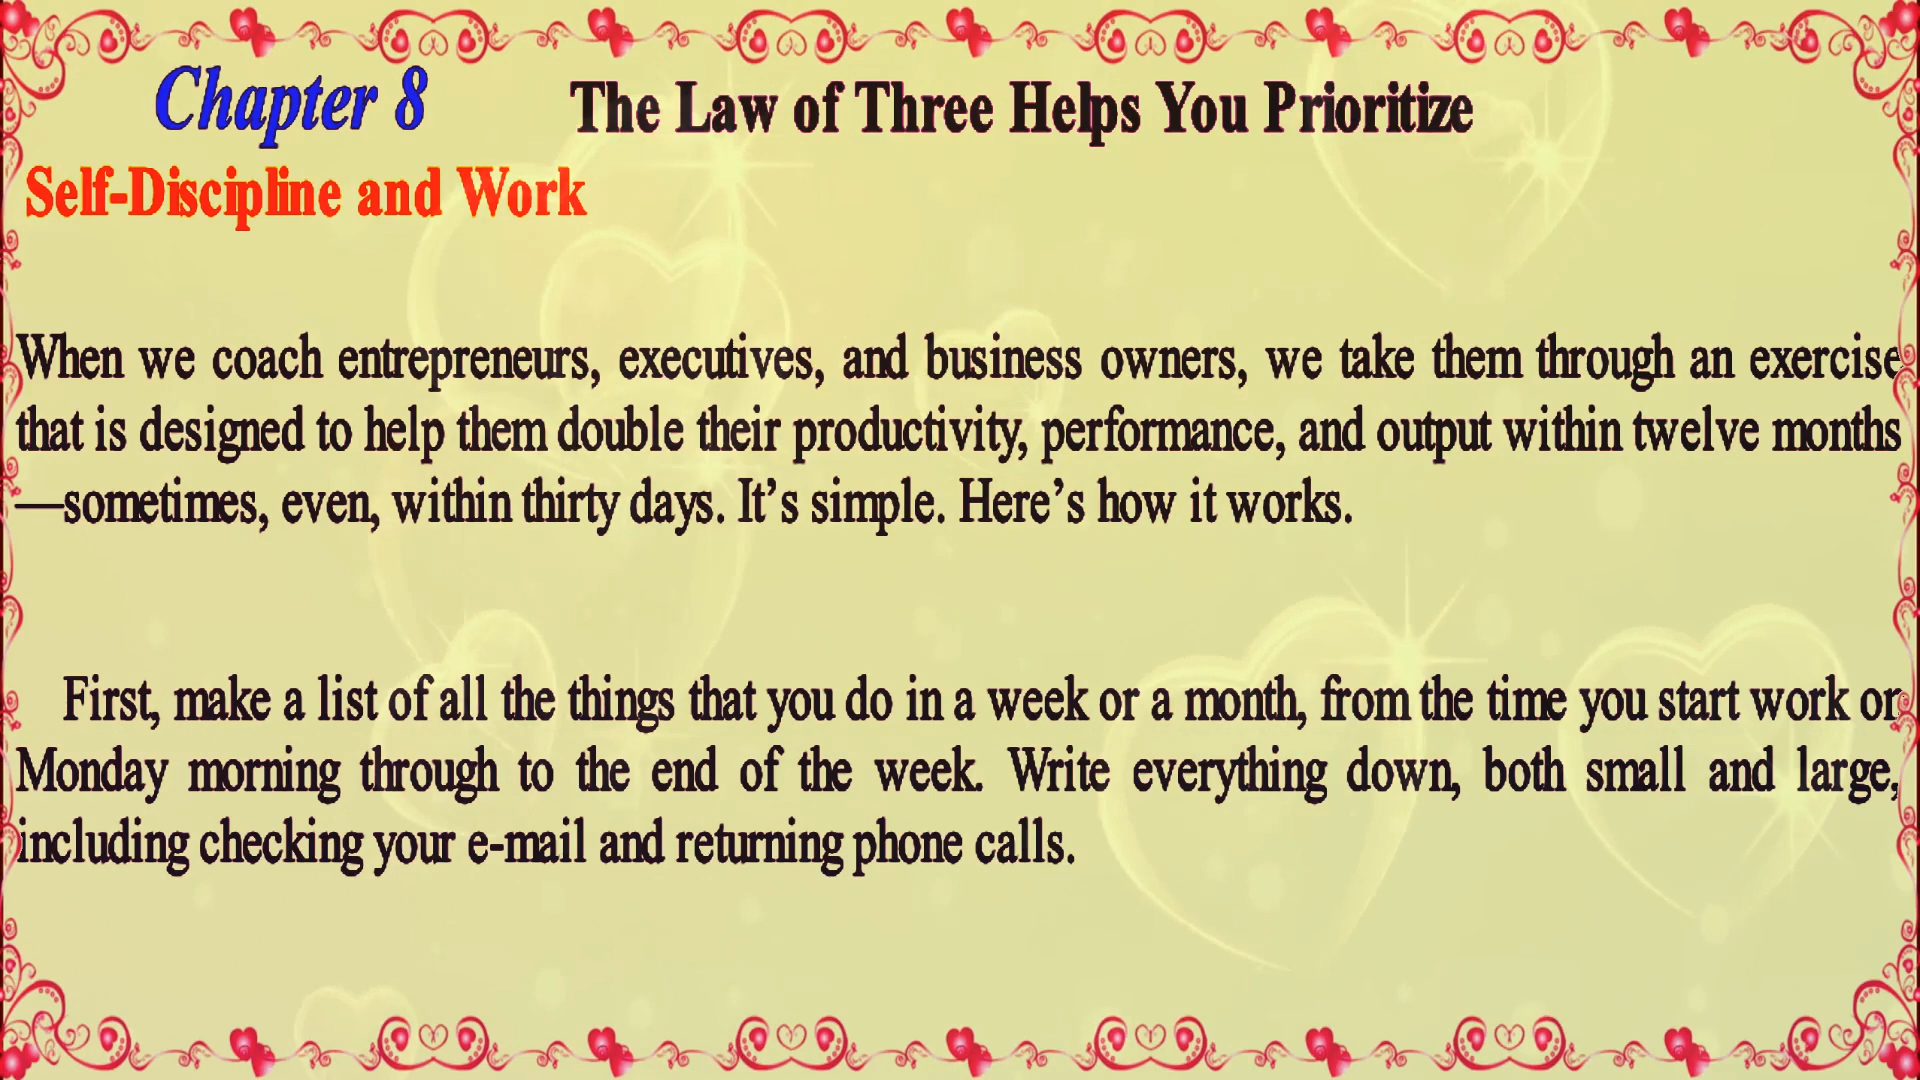 Chapter 8 The Law of Three Helps You Prioritize
Self-Discipline and Work
When we coach entrepreneurs, executives, and business owners, we take them through an exercise
that is designed to help them double their productivity, performance, and output within twelve months
—sometimes, even, within thirty days. It’s simple. Here’s how it works.
First, make a list of all the things that you do in a week or a month, from the time you start work on
Monday morning through to the end of the week. Write everything down, both small and large,
including checking your e-mail and returning phone calls.